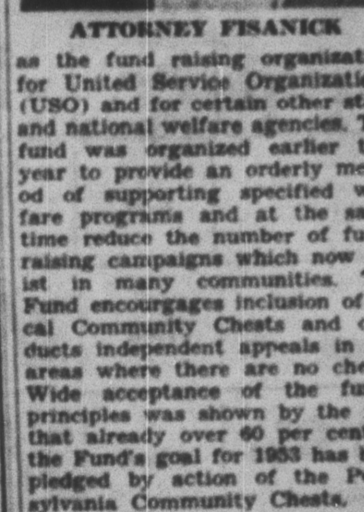 ATTORNEY FISANICK
as the fund raising organizat
for United Service Organizati
(USO) and for certain other st
and national welfare agencies. T
fund was organized earlier t
year to provide an orderly me
od of supporting specified w
fare programs and at the sa
time reduce the number of fu
raising campaigns which now
ist in many communities.
Fund encourgages inclusion of
cal Community Chests and c
ducts independent appeals in
areas where there are no che
Wide acceptance of the fu
principles was shown by the
that already over 60 per cent
the Fund's goal for 1953 has b
pledged by action of the Pe
sylvania Community Chests.